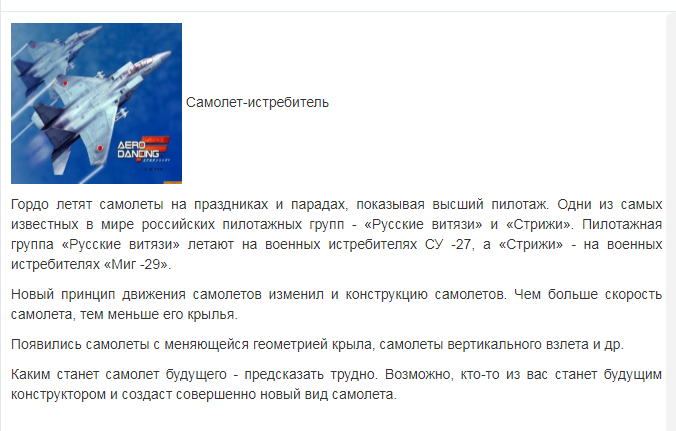 AERO
DANCING
Самолет-истребитель
Гордо летят самолеты на праздниках и парадах, показывая высший пилотаж. Одни из самых
известных в мире российских пилотажных групп - «Русские витязи» и «Стрижи». Пилотажная
группа «Русские витязи» летают на военных истребителях СУ -27, а «Стрижи» - на военных
истребителях «Миг -29».
Новый принцип движения самолетов изменил и конструкцию самолетов. Чем больше скорость
самолета, тем меньше его крылья.
Появились самолеты с меняющейся геометрией крыла, самолеты вертикального взлета и др.
Каким станет самолет будущего - предсказать трудно. Возможно, кто-то из вас станет будущим
конструктором и создаст совершенно новый вид самолета.